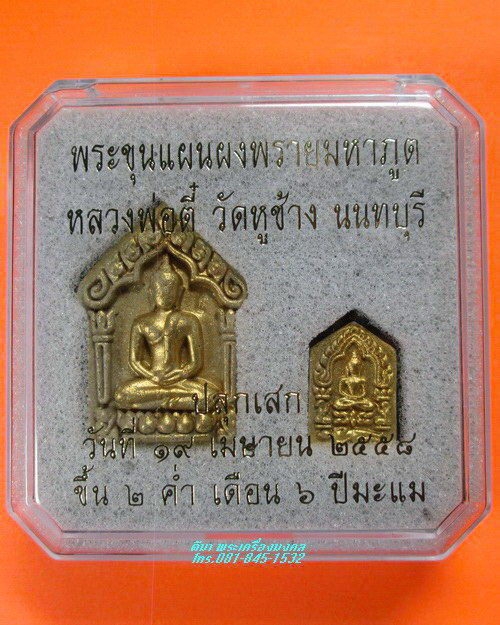 พระขุนแผนผงพรายมหาภูต
หลวงพ่อตี๋ วัดหูช้าง นนทบุรี
ปลุกเสก
วันที่ ๑๙ เมษายน ๒๕๕๘
ขึ้น ๒ ค่ำ เดือน ๖ ปีมะแม
ดีนา พระเครื่องมงคล
โทร.081-845-1532